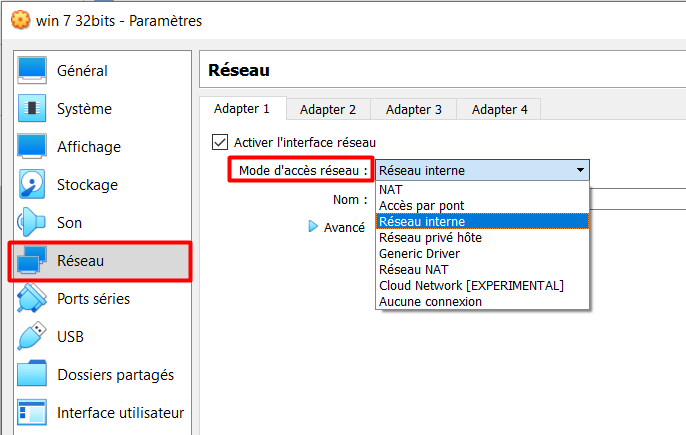 win 7 32bits - Paramètres
Général
Système
Affichage
Stockage
Son
Réseau
Ports séries
USB
Dossiers partagés
Interface utilisateur
Réseau
Adapter 1 Adapter 2 Adapter 3 Adapter 4
Activer l'interface réseau
Mode d'accès réseau : Réseau interne
Nom :
Avancé
NAT
Accès par pont
Réseau interne
Réseau privé hôte
Generic Driver
Réseau NAT
Cloud Network [EXPERIMENTAL]
Aucune connexion